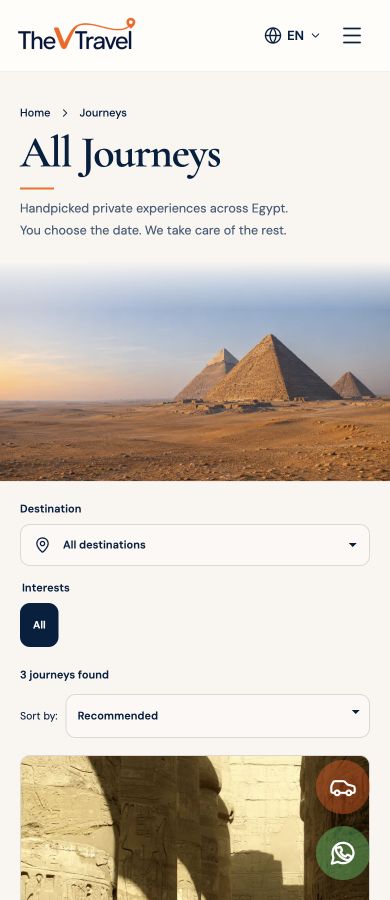 TheVTravel
EN
Home > Journeys
All Journeys
Handpicked private experiences across Egypt.
You choose the date. We take care of the rest.
Destination
All destinations
Interests
All
3 journeys found
Sort by: Recommended